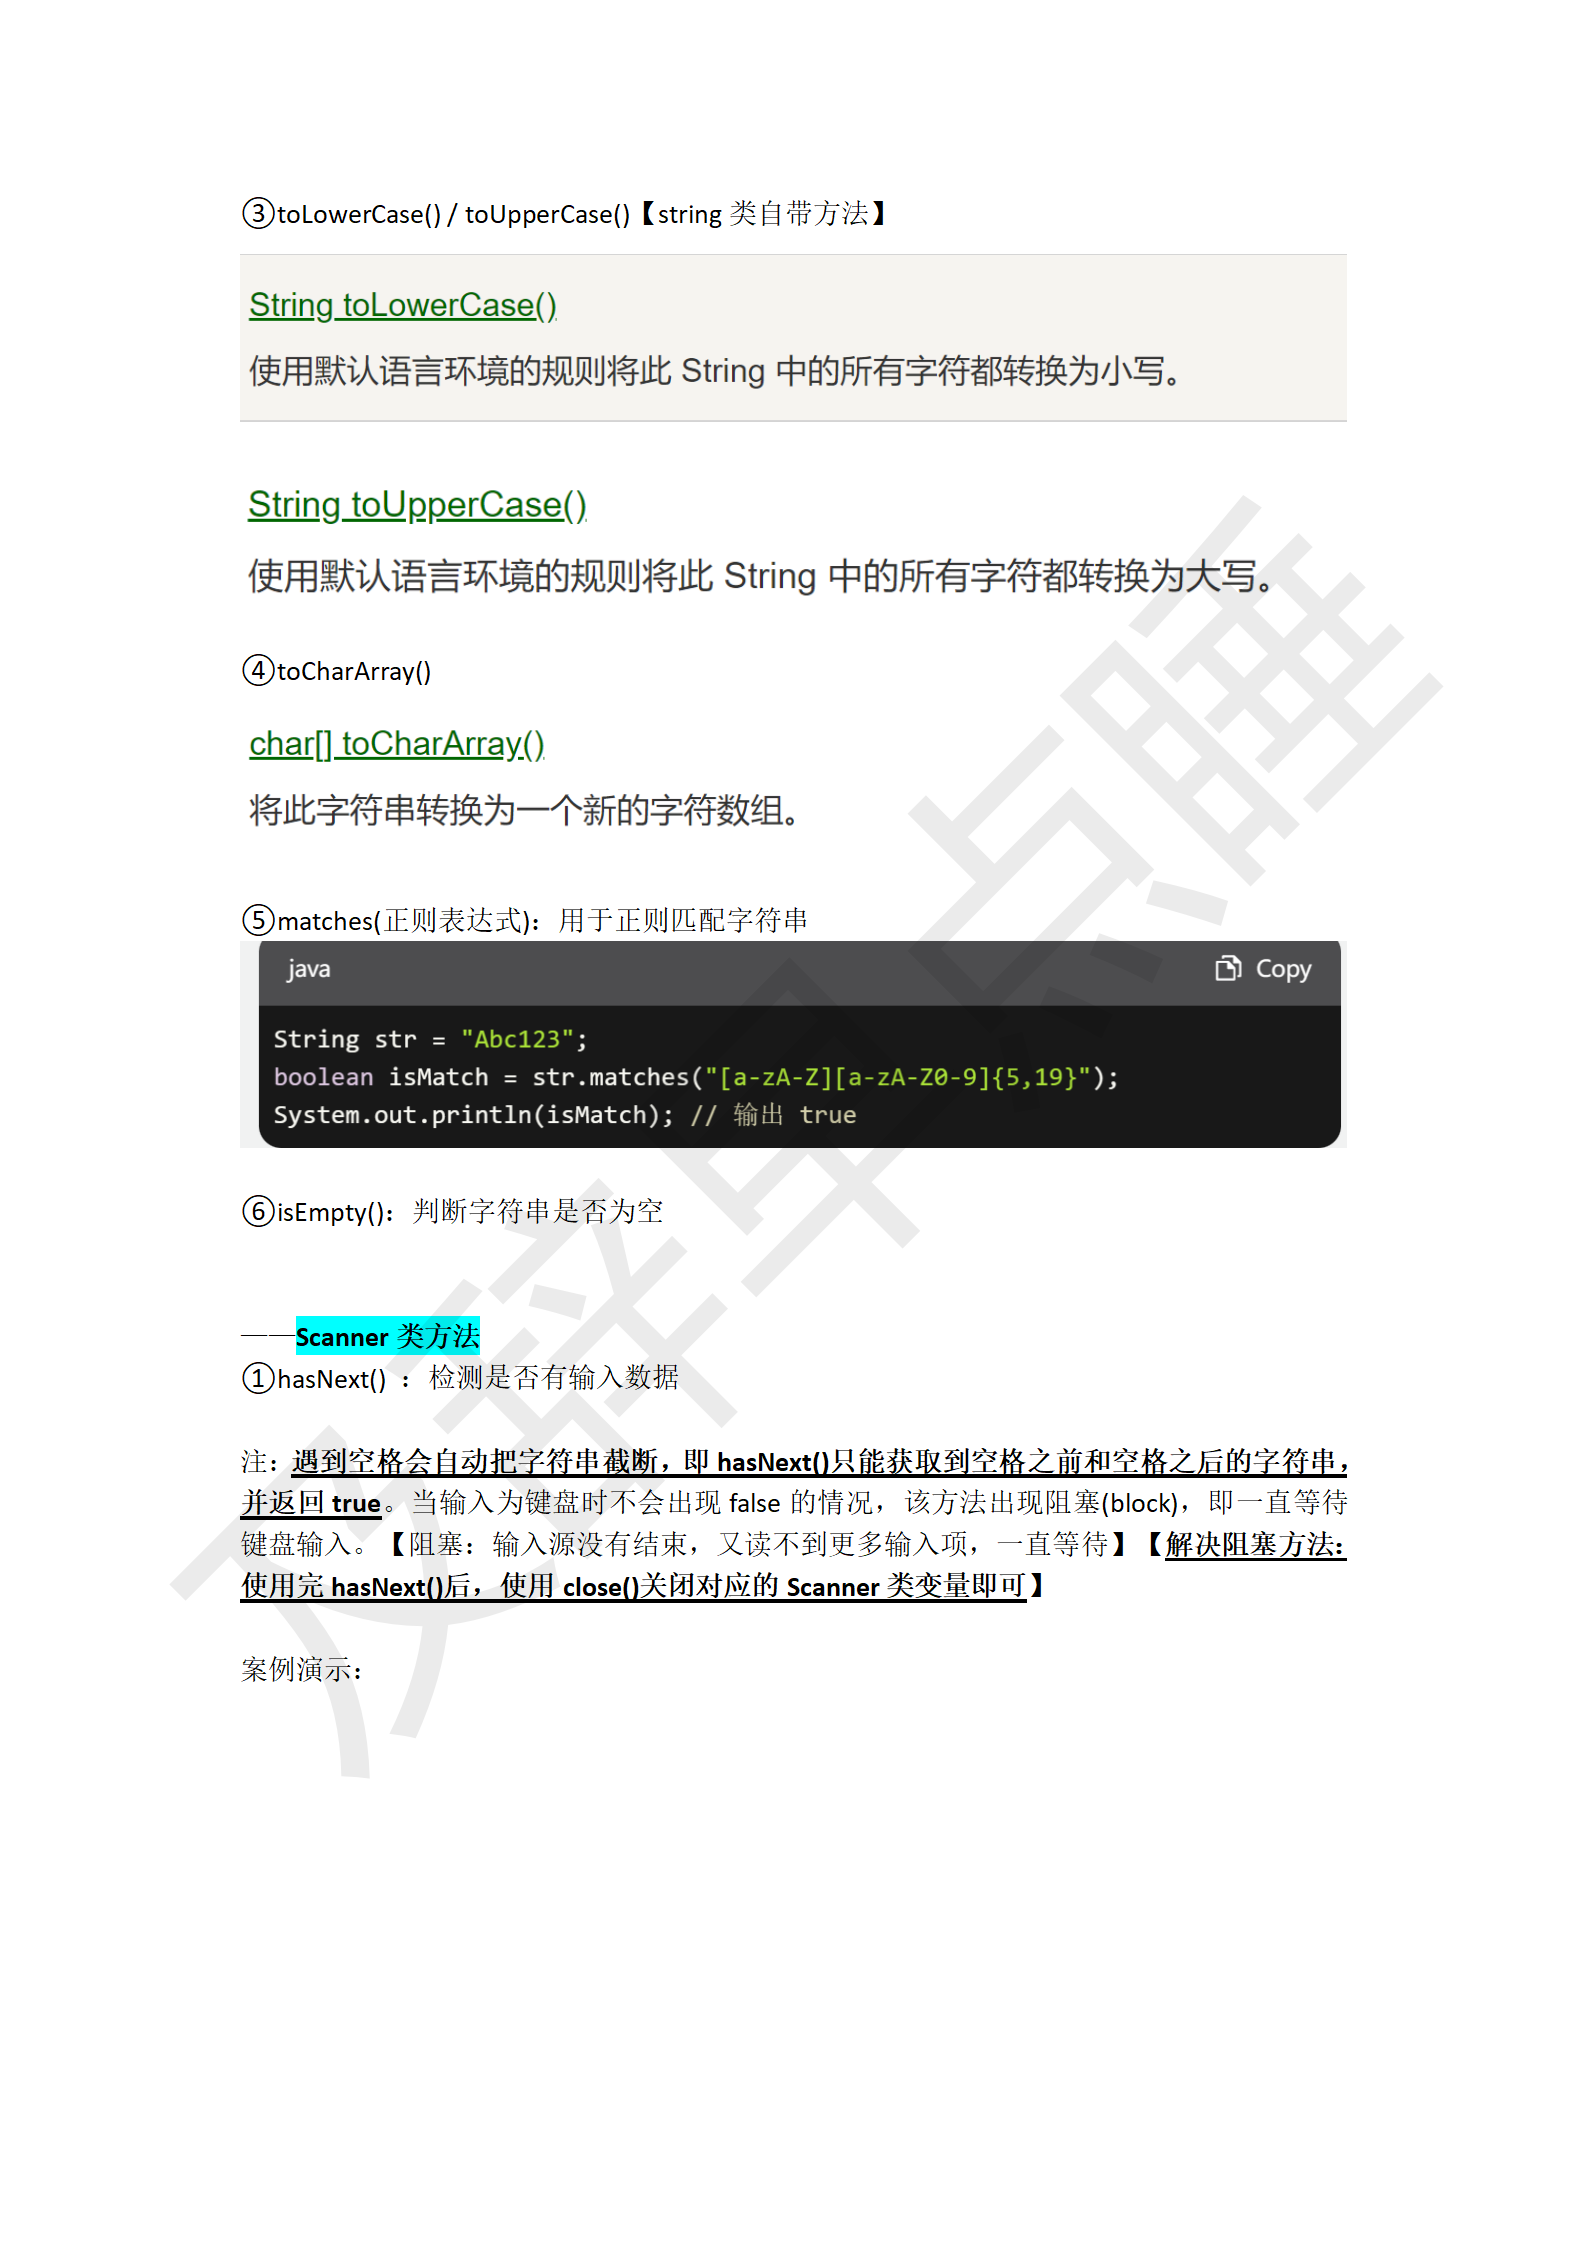 ③toLowerCase() / toUpperCase()【string 类自带方法】
String toLowerCase()
使用默认语言环境的规则将此 String 中的所有字符都转换为小写。
String toUpperCase()
使用默认语言环境的规则将此 String 中的所有字符都转换为大写。
④toCharArray()
char[] toCharArray()
将此字符串转换为一个新的字符数组。
⑤matches(正则表达式)：用于正则匹配字符串
java
Copy
String str = "Abc123";
boolean isMatch = str.matches("[a-zA-Z][a-zA-Z0-9]{5,19}");
System.out.println(isMatch); // 输出 true
⑥isEmpty()：判断字符串是否为空
——Scanner 类方法
①hasNext() ：检测是否有输入数据
注：遇到空格会自动把字符串截断，即 hasNext()只能获取到空格之前和空格之后的字符串，
并返回 true。当输入为键盘时不会出现 false 的情况，该方法出现阻塞(block)，即一直等待
键盘输入。【阻塞：输入源没有结束，又读不到更多输入项，一直等待】【解决阻塞方法：
使用完 hasNext()后，使用 close()关闭对应的 Scanner 类变量即可】
案例演示：
及辞早点睡